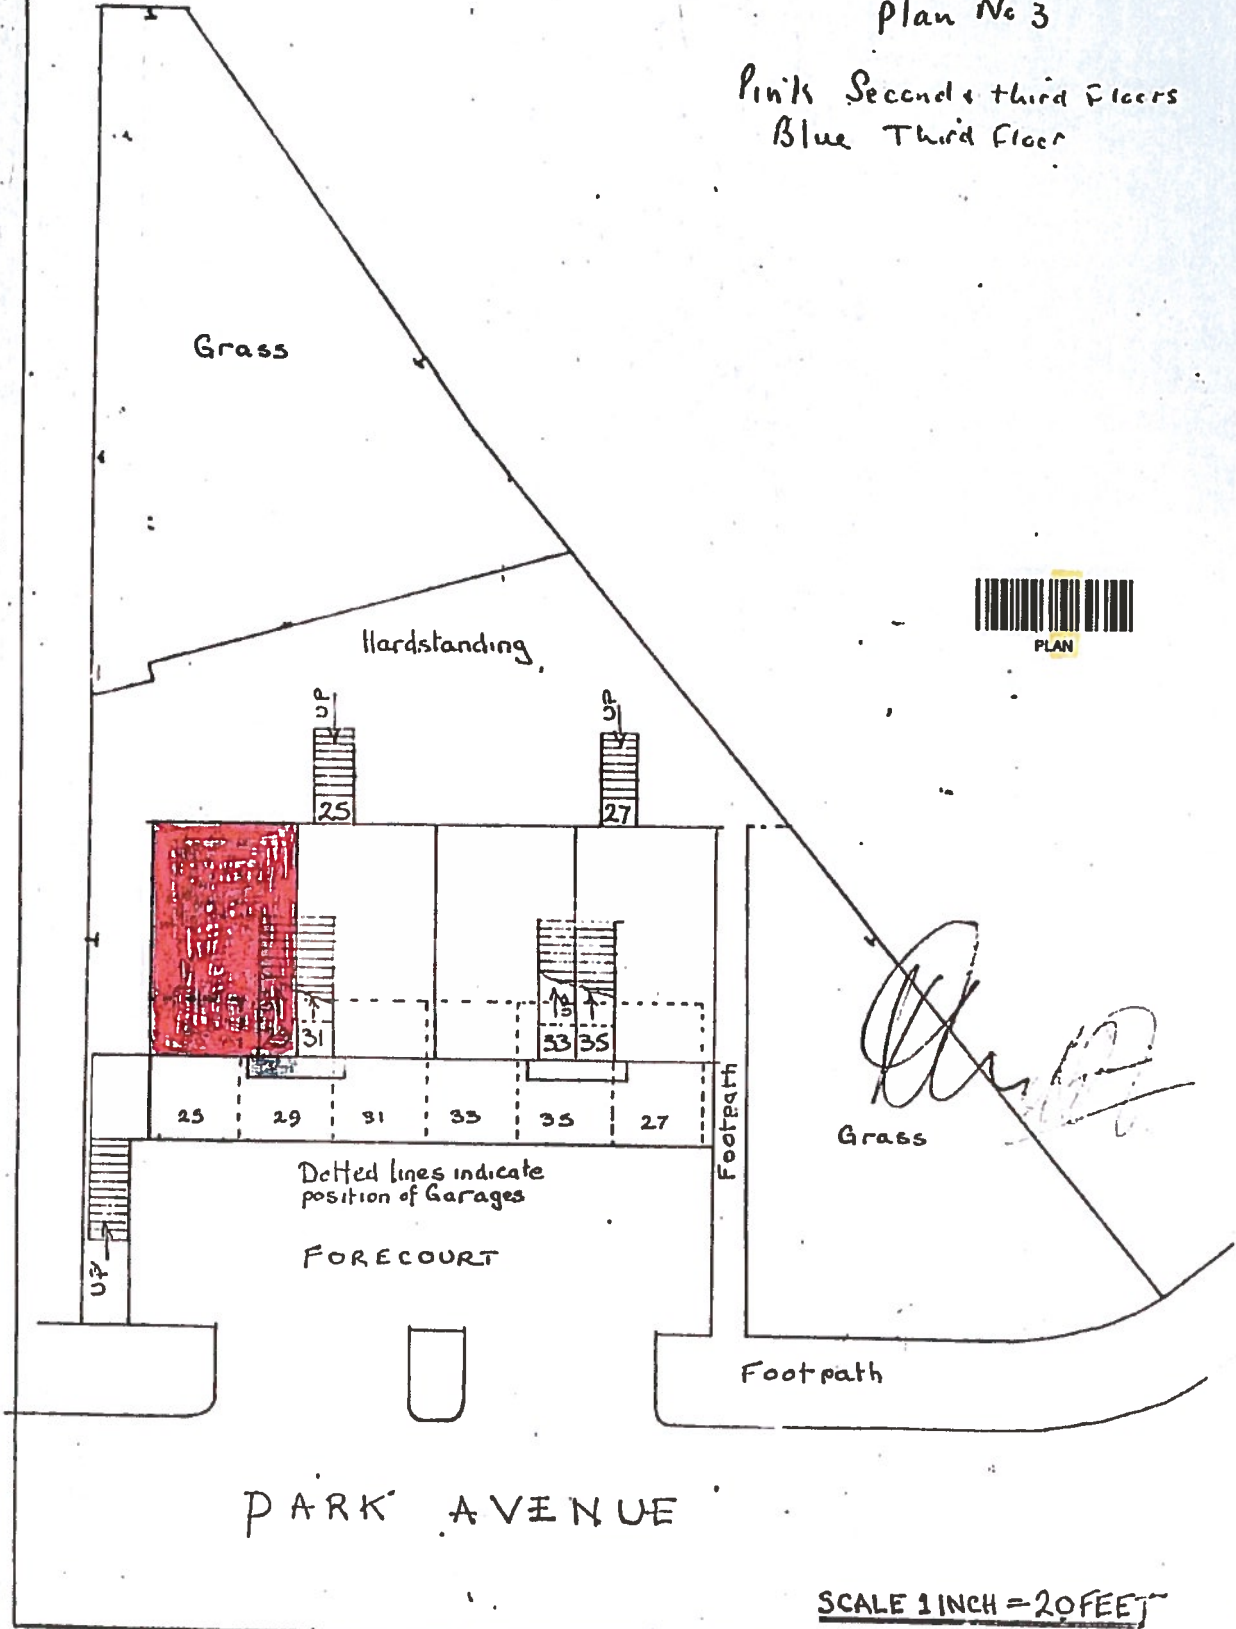 Plan No 3
Pink Second & third Floors
Blue Third Floor
Grass
Hardstanding
PLAN
UP
UP
25
27
31
33 35
25 29 31 33 35 27
Footpath
Grass
Dotted lines indicate
position of Garages
FORECOURT
UP
Footpath
PARK AVENUE
SCALE 1 INCH = 20 FEET